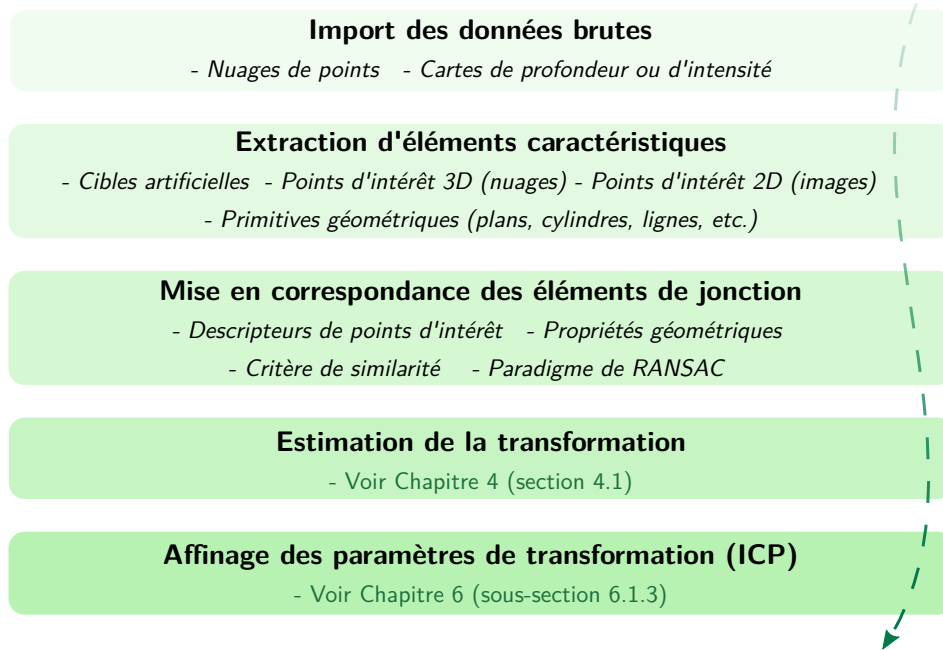 Import des données brutes
- Nuages de points - Cartes de profondeur ou d'intensité
Extraction d'éléments caractéristiques
- Cibles artificielles - Points d'intérêt 3D (nuages) - Points d'intérêt 2D (images)
- Primitives géométriques (plans, cylindres, lignes, etc.)
Mise en correspondance des éléments de jonction
- Descripteurs de points d'intérêt - Propriétés géométriques
- Critère de similarité - Paradigme de RANSAC
Estimation de la transformation
- Voir Chapitre 4 (section 4.1)
Affinage des paramètres de transformation (ICP)
- Voir Chapitre 6 (sous-section 6.1.3)